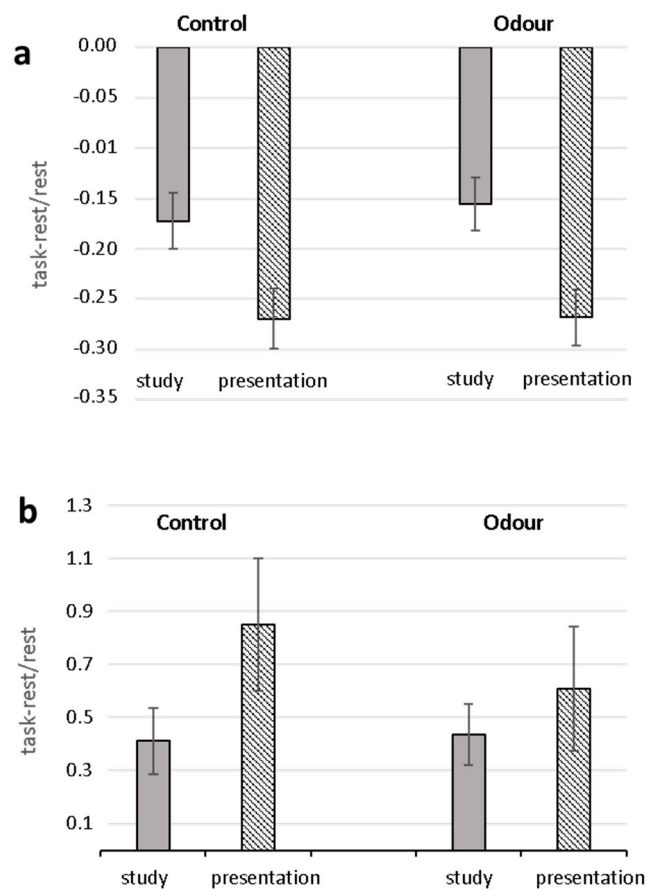 Control Odour
a
0.00
-0.05
-0.01
-0.15
-0.20
-0.25
-0.30
-0.35
task-rest/rest
study presentation study presentation
b
1.3
1.1
0.9
0.7
0.5
0.3
0.1
Control Odour
task-rest/rest
study presentation study presentation